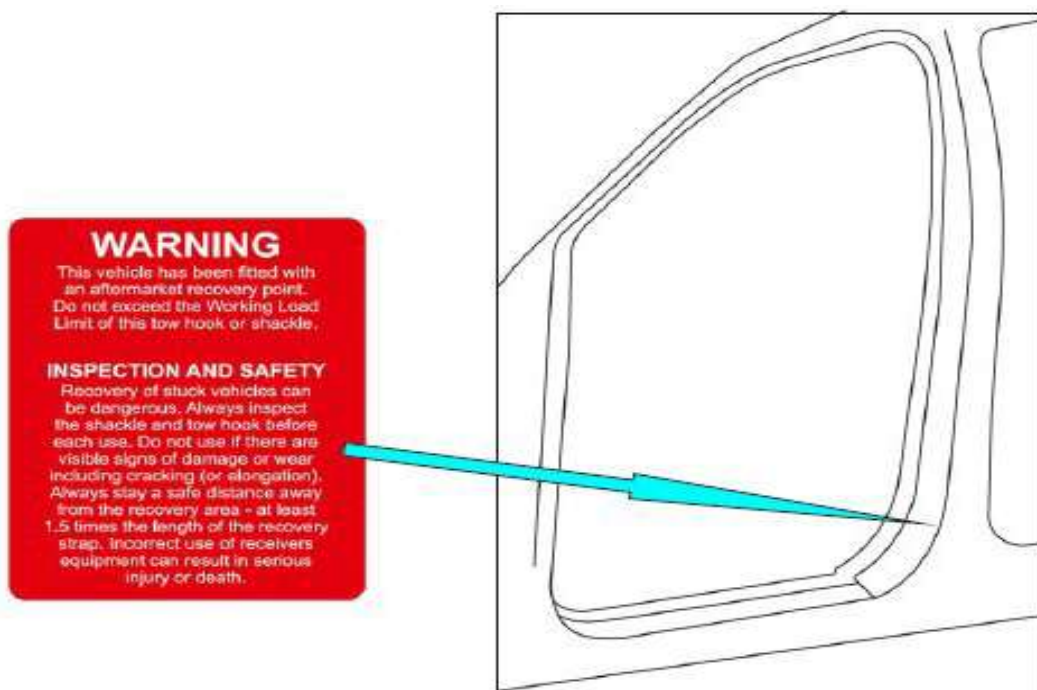 WARNING
This vehicle has been fitted with
an aftermarket recovery point.
Do not exceed the Working Load
Limit of this tow hook or shackle.
INSPECTION AND SAFETY
Recovery of stuck vehicles can
be dangerous. Always inspect
the shackle and tow hook before
each use. Do not use if there are
visible signs of damage or wear
including cracking (or elongation).
Always stay a safe distance away
from the recovery area - at least
1.5 times the length of the recovery
strap. Incorrect use of receivers
equipment can result in serious
injury or death.